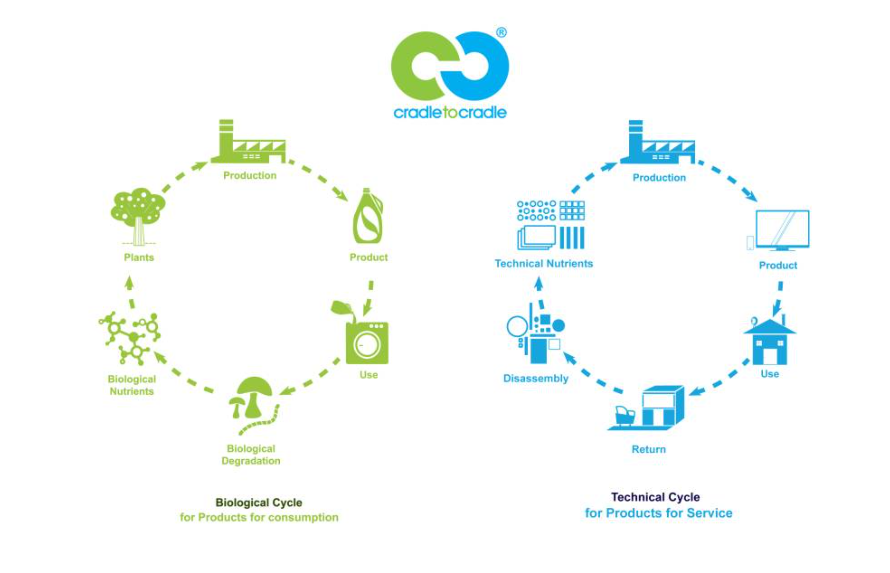 ®
cradletocradle
Production
Product
Use
Biological
Degradation
Biological
Nutrients
Plants
Biological Cycle
for Products for consumption
Production
Product
Use
Return
Disassembly
Technical Nutrients
Technical Cycle
for Products for Service